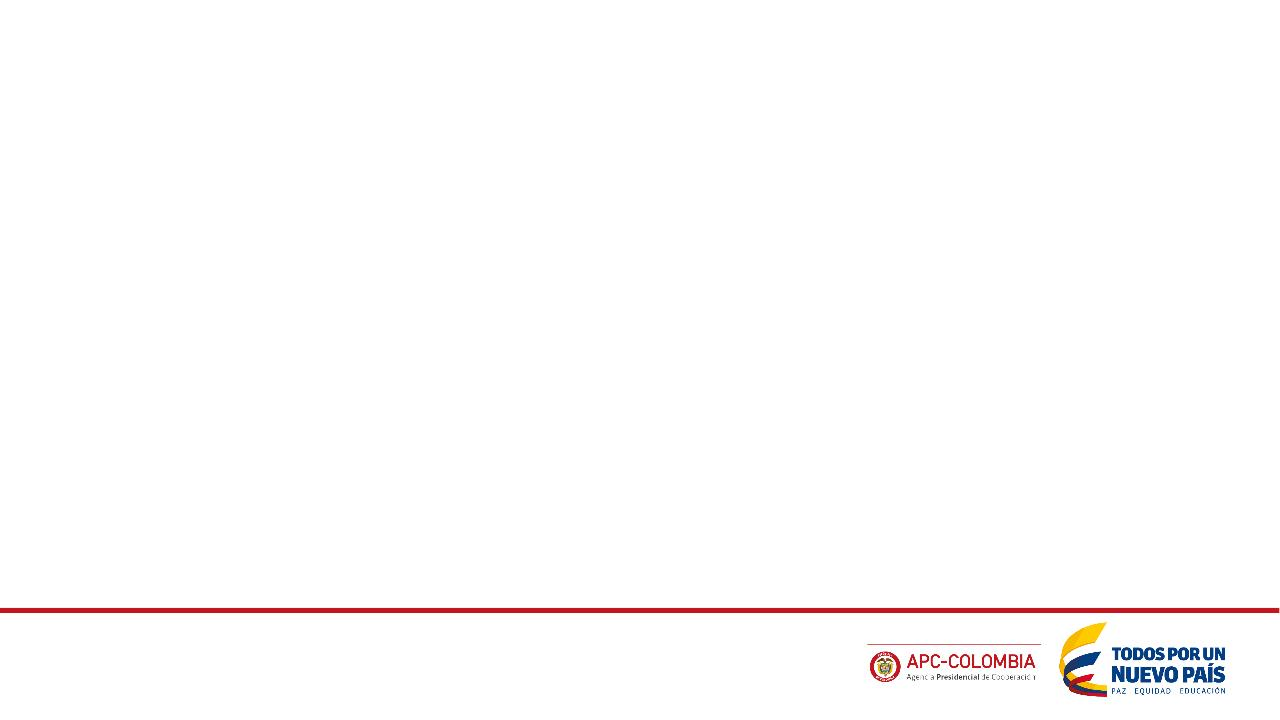 APC-COLOMBIA
Agencia Presidencial de Cooperación
TODOS POR UN
NUEVO PAÍS
PAZ EQUIDAD EDUCACIÓN